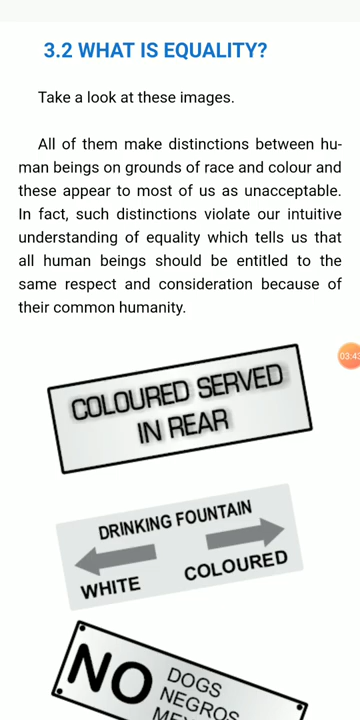 3.2 WHAT IS EQUALITY?
Take a look at these images.
All of them make distinctions between hu-
man beings on grounds of race and colour and
these appear to most of us as unacceptable.
In fact, such distinctions violate our intuitive
understanding of equality which tells us that
all human beings should be entitled to the
same respect and consideration because of
their common humanity.
03:43
COLOURED SERVED
IN REAR
DRINKING FOUNTAIN
WHITE COLOURED
NO DOGS
NEGROS